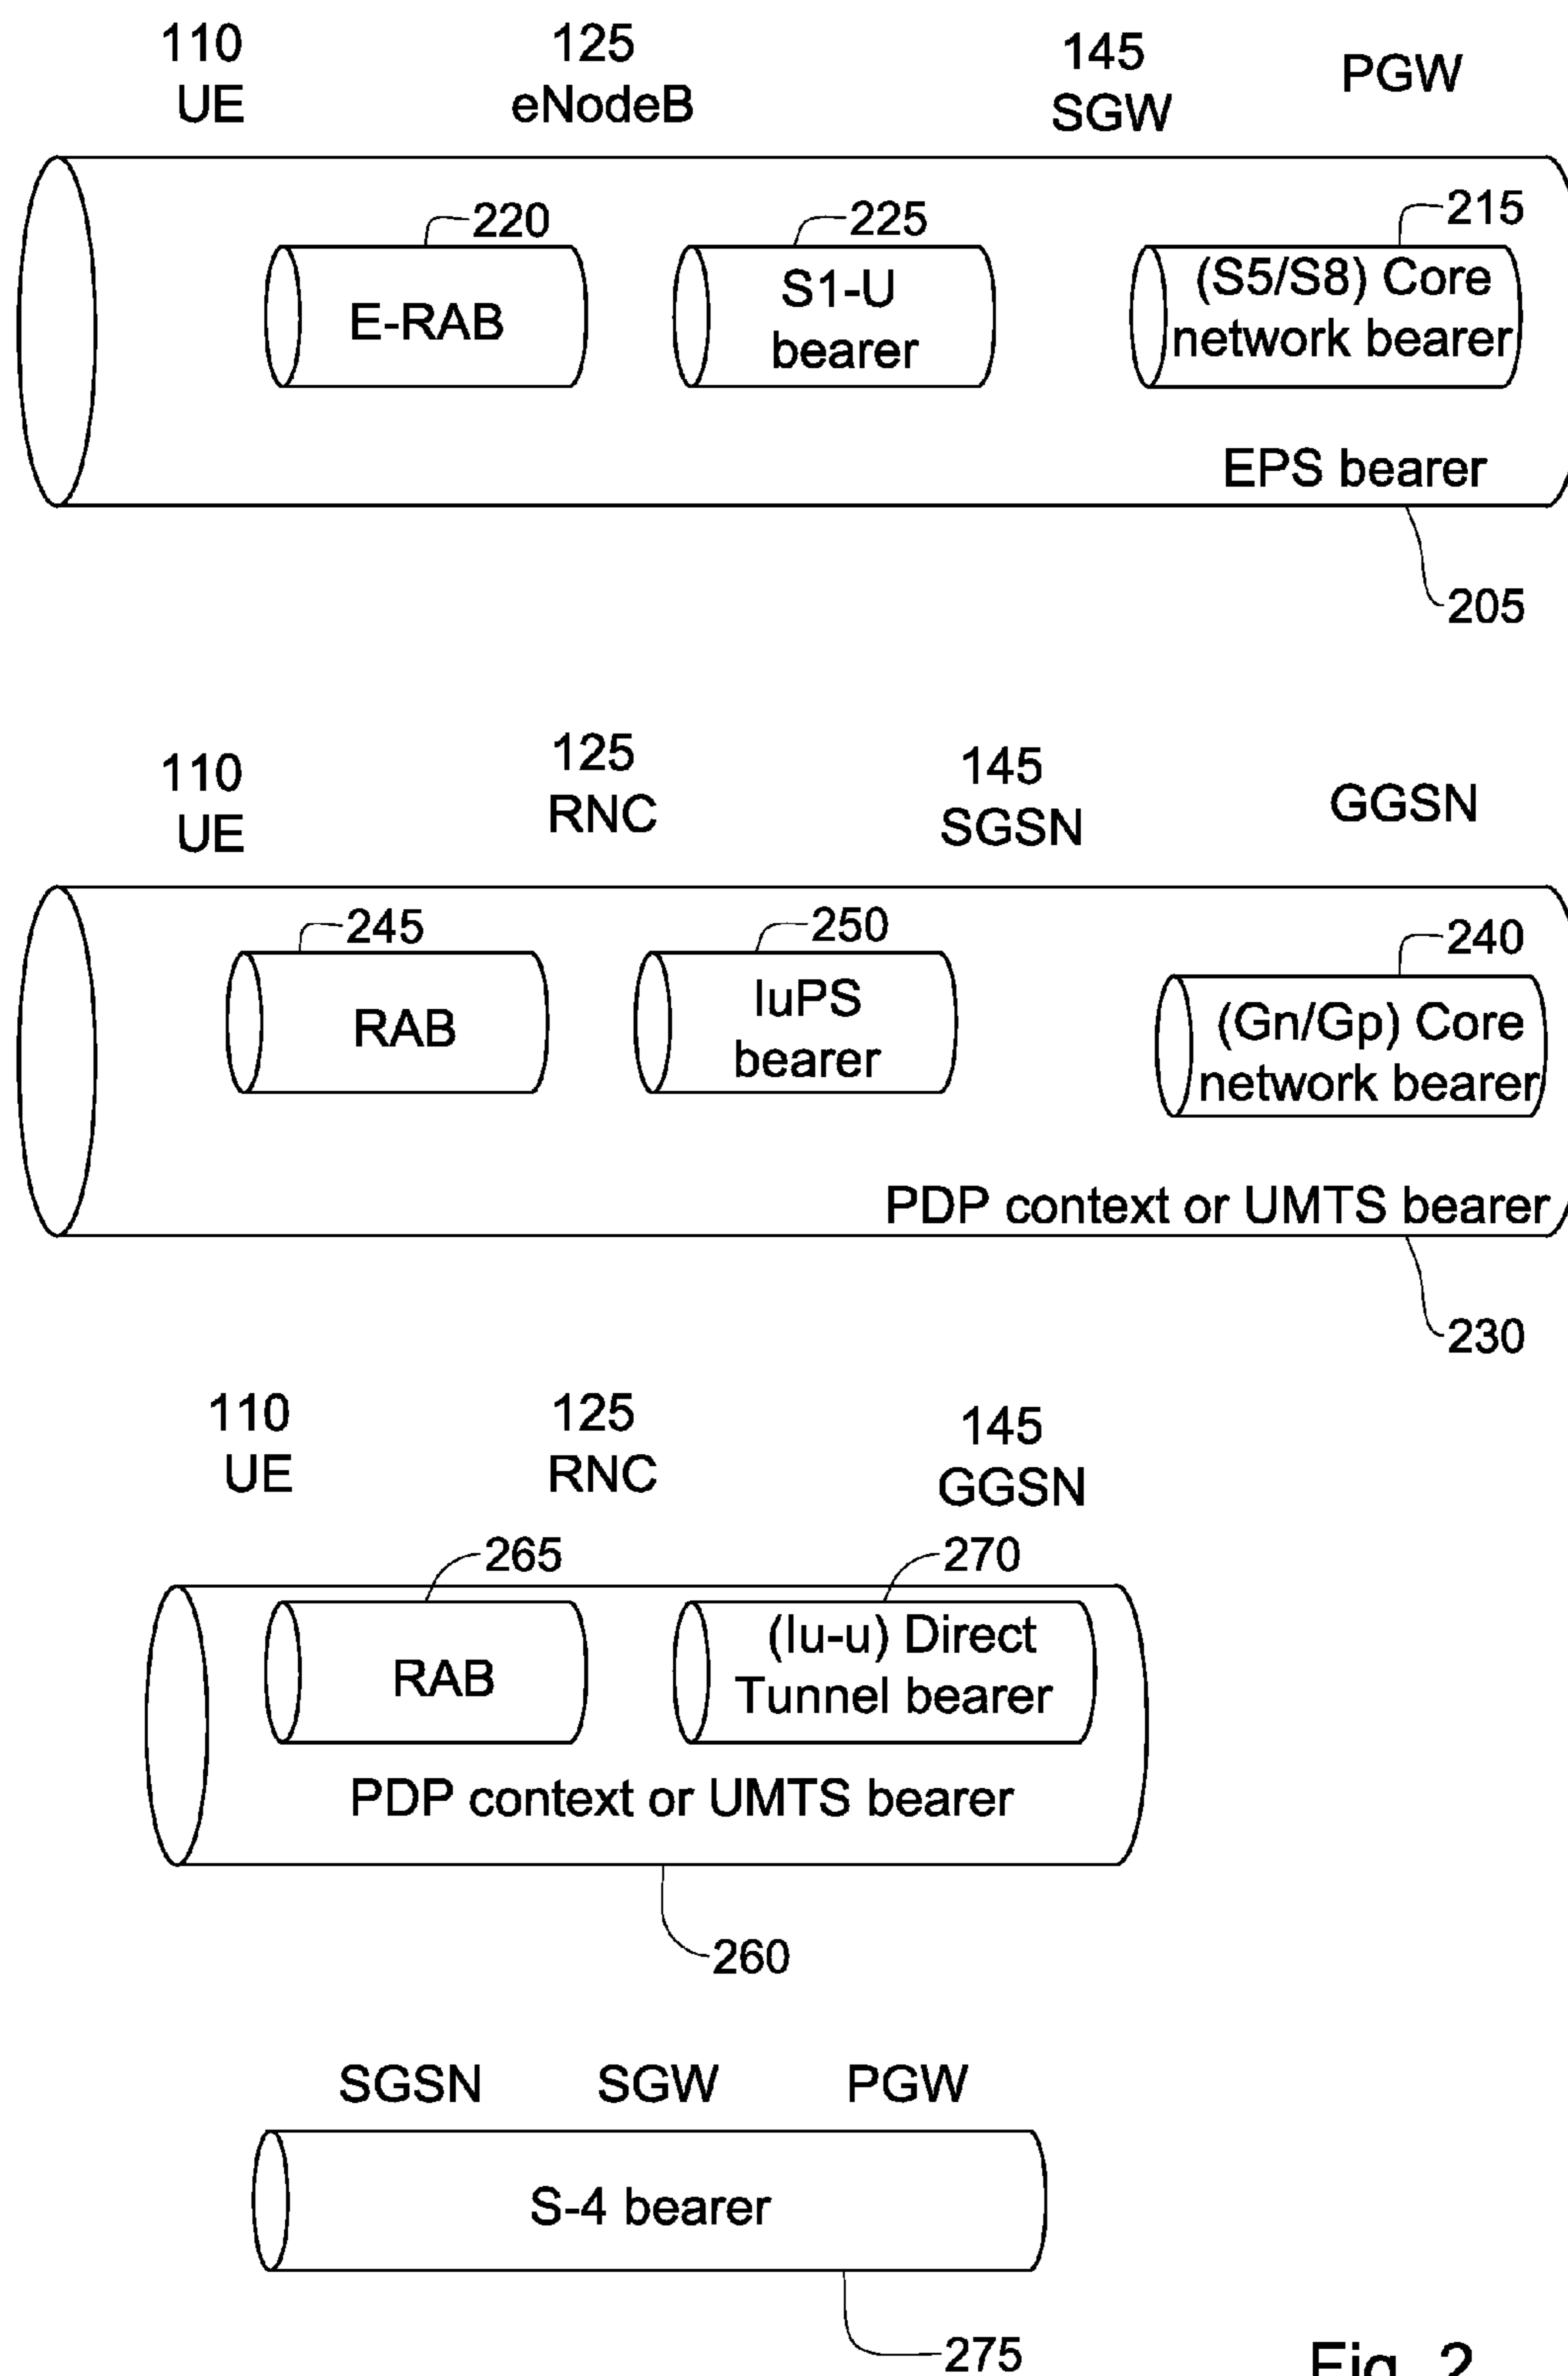 110
UE
125
eNodeB
145
SGW
PGW
220
225
215
E-RAB
S1-U
bearer
(S5/S8) Core
network bearer
EPS bearer
205
110
UE
125
RNC
145
SGSN
GGSN
245
250
240
RAB
IuPS
bearer
(Gn/Gp) Core
network bearer
PDP context or UMTS bearer
230
110
UE
125
RNC
145
GGSN
265
270
RAB
(Iu-u) Direct
Tunnel bearer
PDP context or UMTS bearer
260
SGSN
SGW
PGW
S-4 bearer
275
Fig. 2